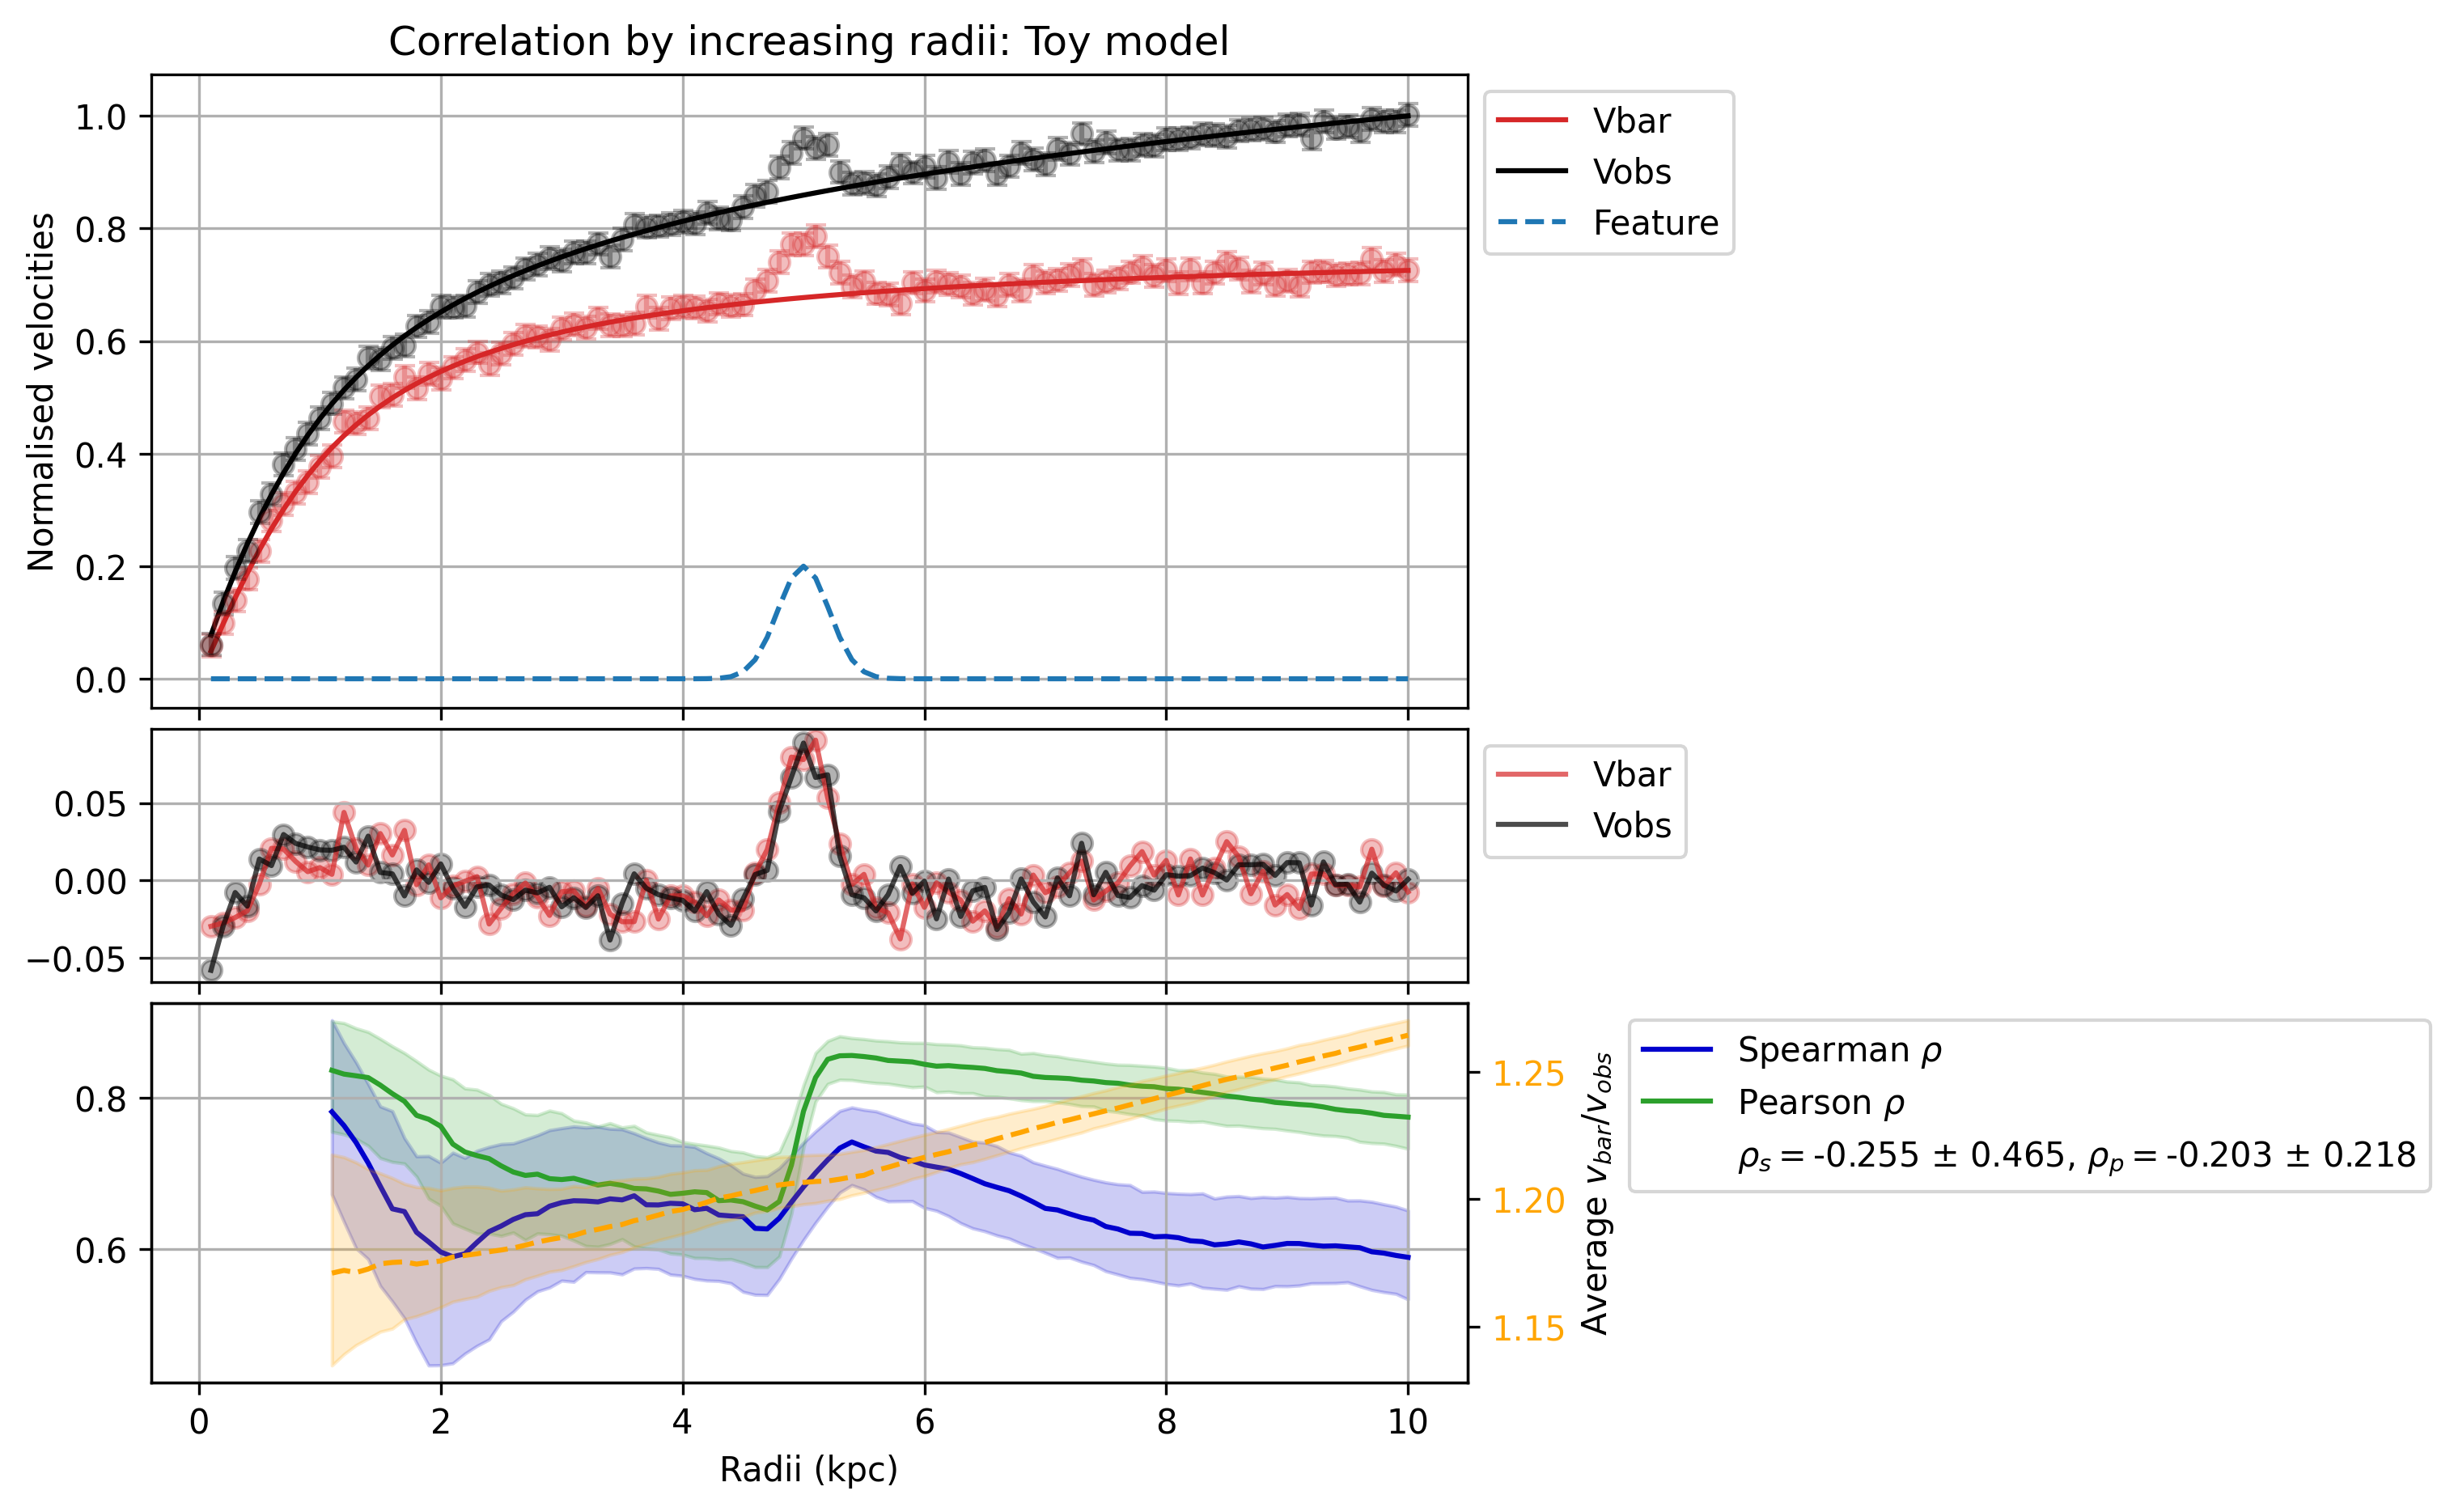 Correlation by increasing radii: Toy model
Normalised velocities
1.0
0.8
0.6
0.4
0.2
0.0
Vbar
Vobs
Feature
0.05
0.00
−0.05
Vbar
Vobs
0.8
0.6
1.25
1.20
1.15
Average v_bar/v_obs
Spearman ρ
Pearson ρ
ρ_s = -0.255 ± 0.465, ρ_p = -0.203 ± 0.218
0 2 4 6 8 10
Radii (kpc)